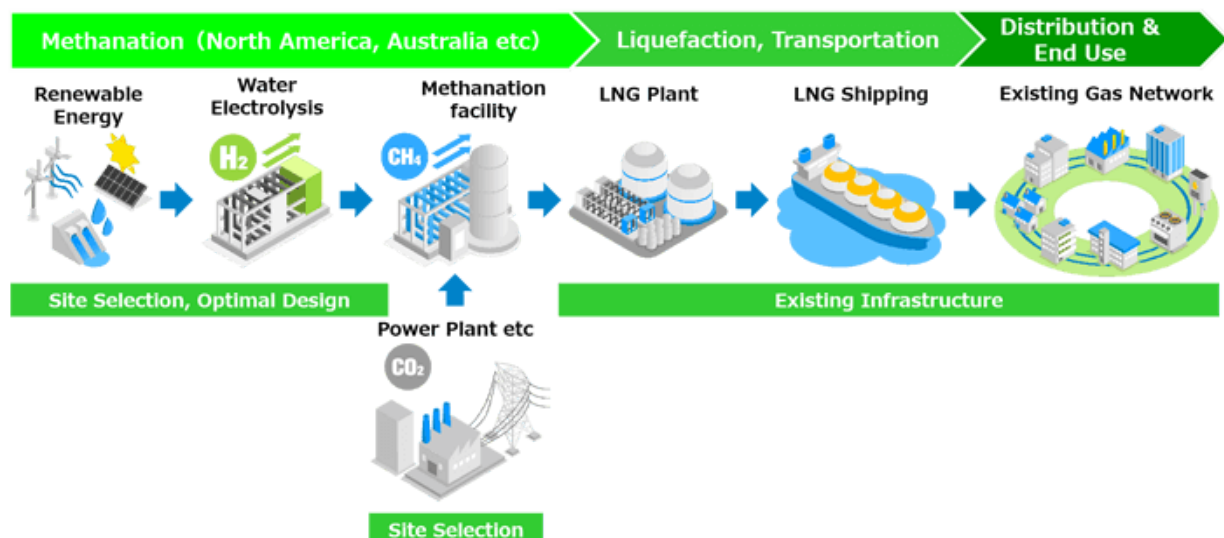 Methanation (North America, Australia etc)
Liquefaction, Transportation
Distribution &
End Use
Renewable
Energy
Water
Electrolysis
Methanation
facility
LNG Plant
LNG Shipping
Existing Gas Network
H₂
CH₄
Site Selection, Optimal Design
Existing Infrastructure
Power Plant etc
CO₂
Site Selection